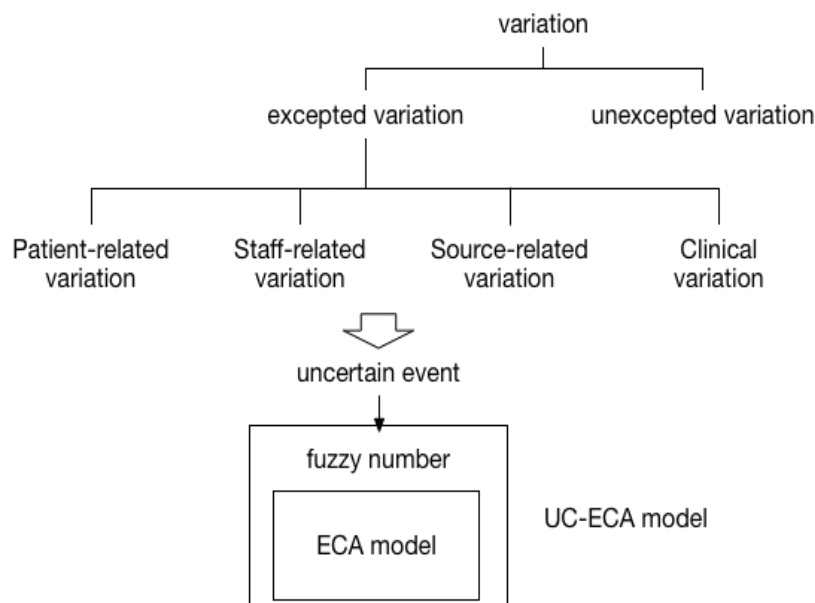 variation
excepted variation
unexcepted variation
Patient-related
variation
Staff-related
variation
Source-related
variation
Clinical
variation
uncertain event
fuzzy number
ECA model
UC-ECA model